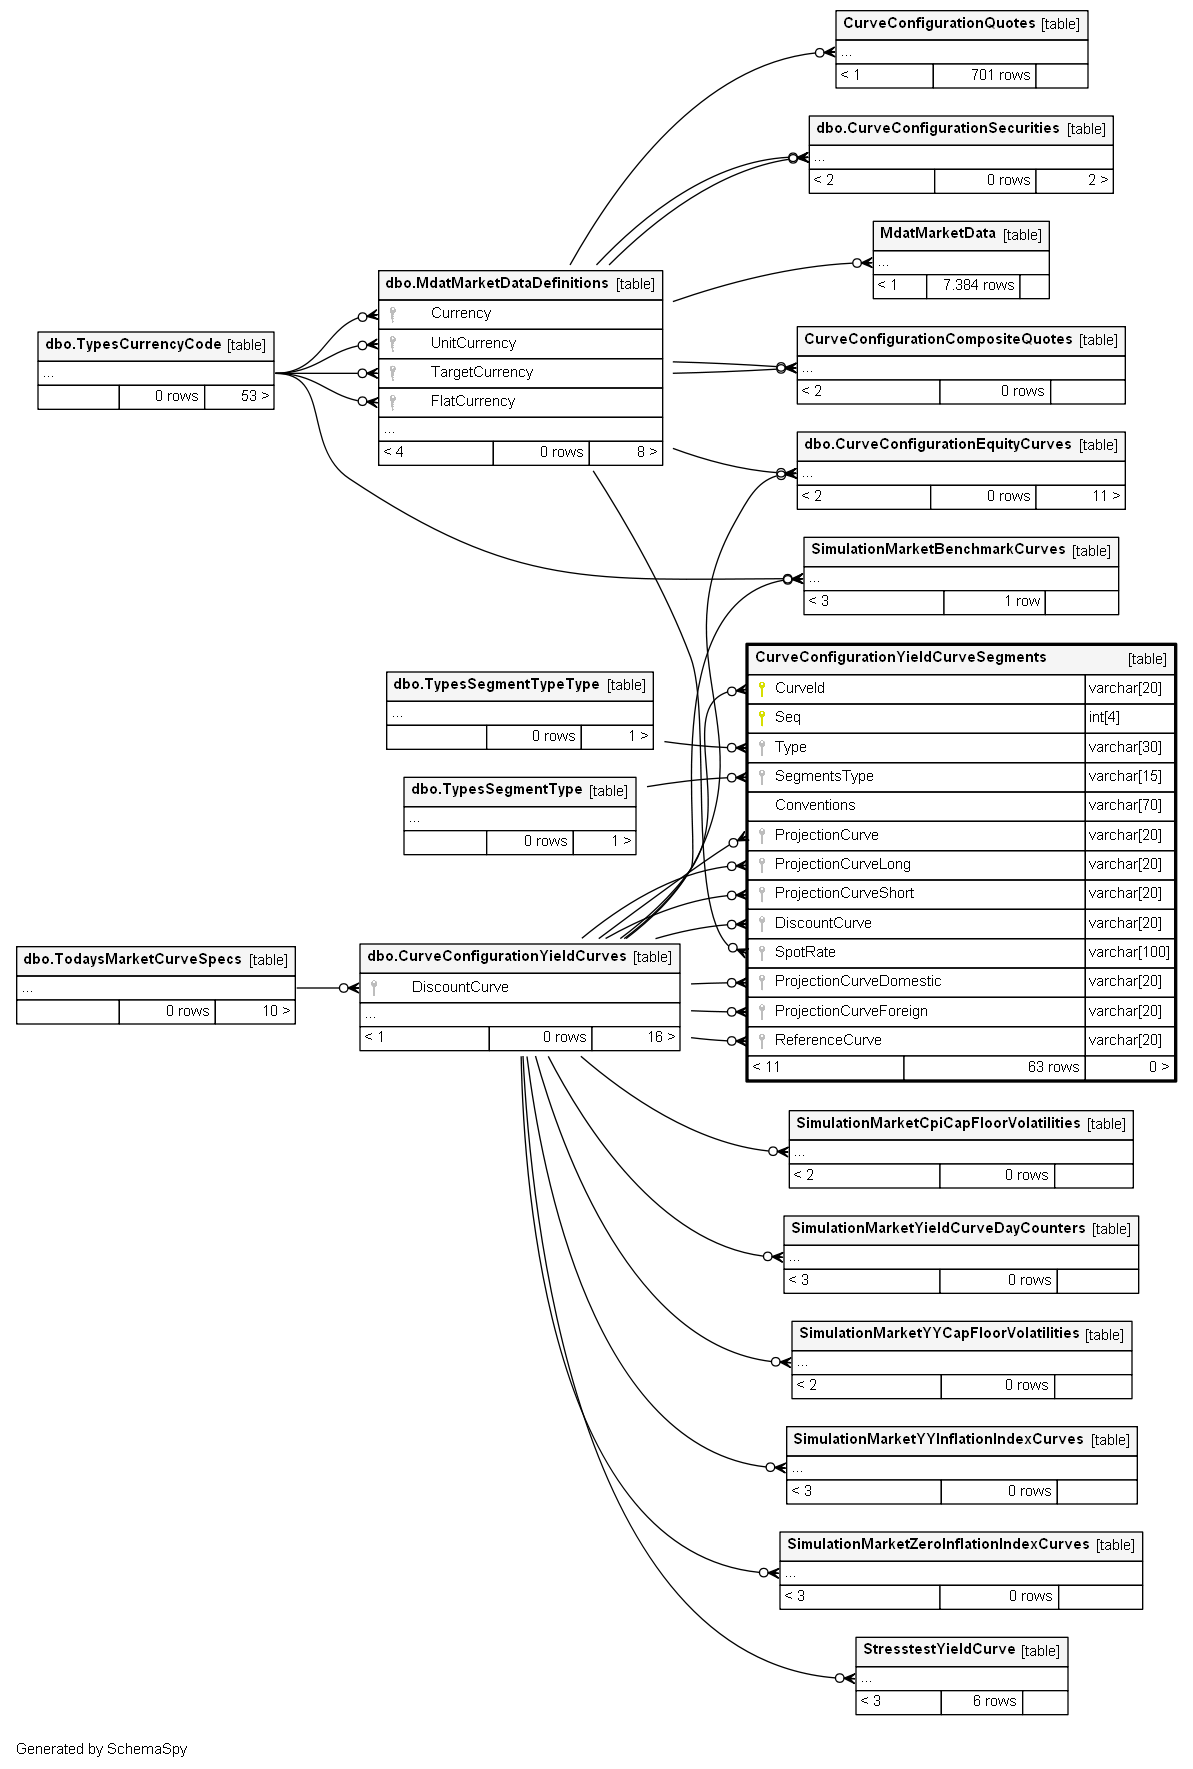 CurveConfigurationQuotes [table]
...
< 1 701 rows
dbo.CurveConfigurationSecurities [table]
...
< 2 0 rows 2 >
MdatMarketData [table]
...
< 1 7.384 rows
dbo.MdatMarketDataDefinitions [table]
Currency
UnitCurrency
TargetCurrency
FlatCurrency
...
< 4 0 rows 8 >
dbo.TypesCurrencyCode [table]
...
0 rows 53 >
CurveConfigurationCompositeQuotes [table]
...
< 2 0 rows
dbo.CurveConfigurationEquityCurves [table]
...
< 2 0 rows 11 >
SimulationMarketBenchmarkCurves [table]
...
< 3 1 row
CurveConfigurationYieldCurveSegments [table]
CurveId varchar[20]
Seq int[4]
Type varchar[30]
SegmentsType varchar[15]
Conventions varchar[70]
ProjectionCurve varchar[20]
ProjectionCurveLong varchar[20]
ProjectionCurveShort varchar[20]
DiscountCurve varchar[20]
SpotRate varchar[100]
ProjectionCurveDomestic varchar[20]
ProjectionCurveForeign varchar[20]
ReferenceCurve varchar[20]
< 11 63 rows 0 >
dbo.TypesSegmentTypeType [table]
...
0 rows 1 >
dbo.TypesSegmentType [table]
...
0 rows 1 >
dbo.TodaysMarketCurveSpecs [table]
...
0 rows 10 >
dbo.CurveConfigurationYieldCurves [table]
DiscountCurve
...
< 1 0 rows 16 >
SimulationMarketCpiCapFloorVolatilities [table]
...
< 2 0 rows
SimulationMarketYieldCurveDayCounters [table]
...
< 3 0 rows
SimulationMarketYYCapFloorVolatilities [table]
...
< 2 0 rows
SimulationMarketYYInflationIndexCurves [table]
...
< 3 0 rows
SimulationMarketZeroInflationIndexCurves [table]
...
< 3 0 rows
StresstestYieldCurve [table]
...
< 3 6 rows
Generated by SchemaSpy